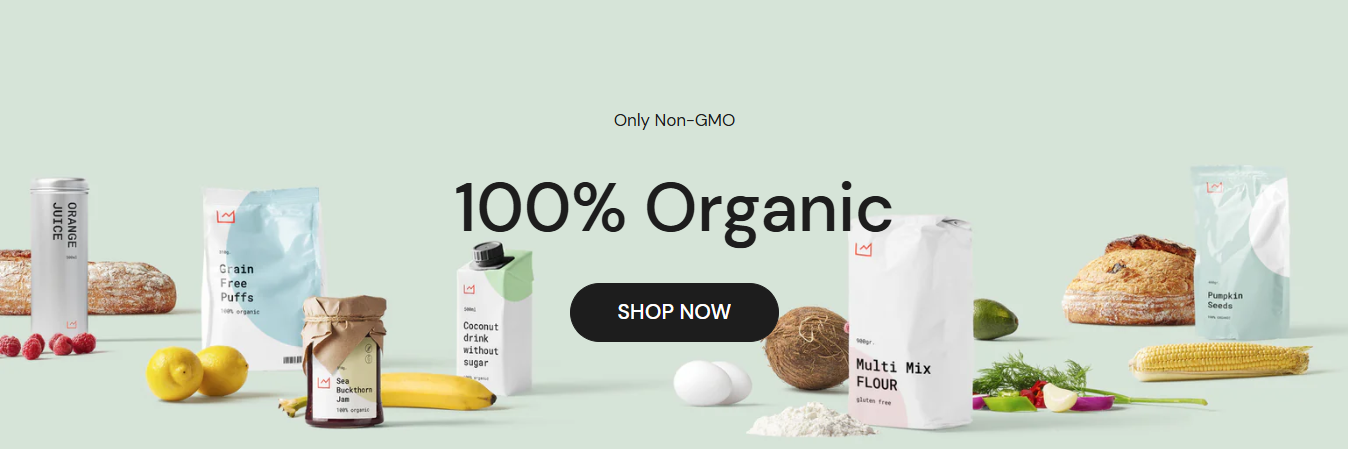 Only Non-GMO
100% Organic
SHOP NOW
ORANGE
JUICE
Grain
Free
Puffs
100% organic
Sea
Buckthorn
Jam
100% organic
Coconut
drink
without
sugar
Multi Mix
FLOUR
gluten free
Pumpkin
Seeds